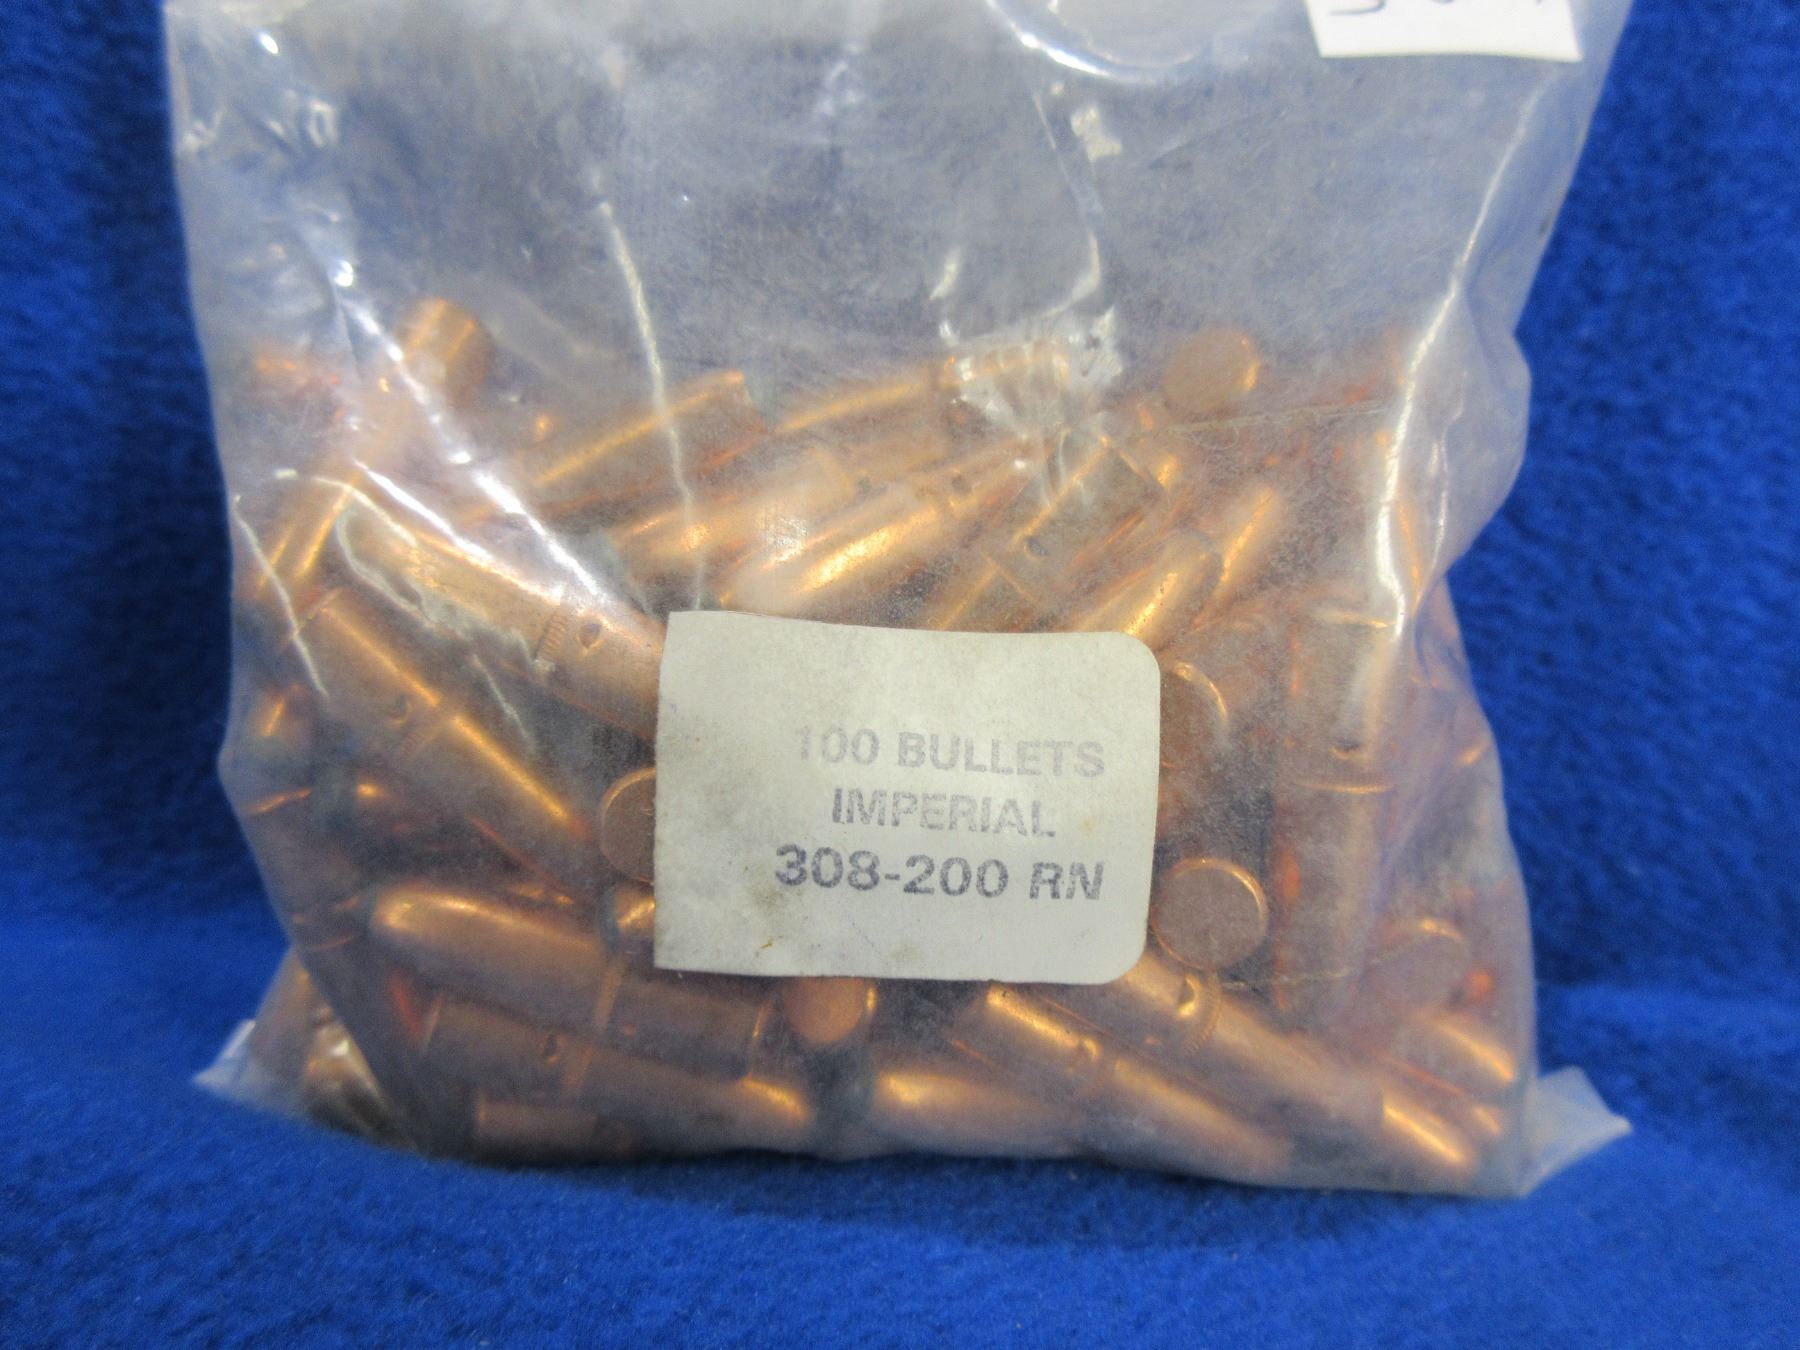 100 BULLETS
IMPERIAL
308-200 RN